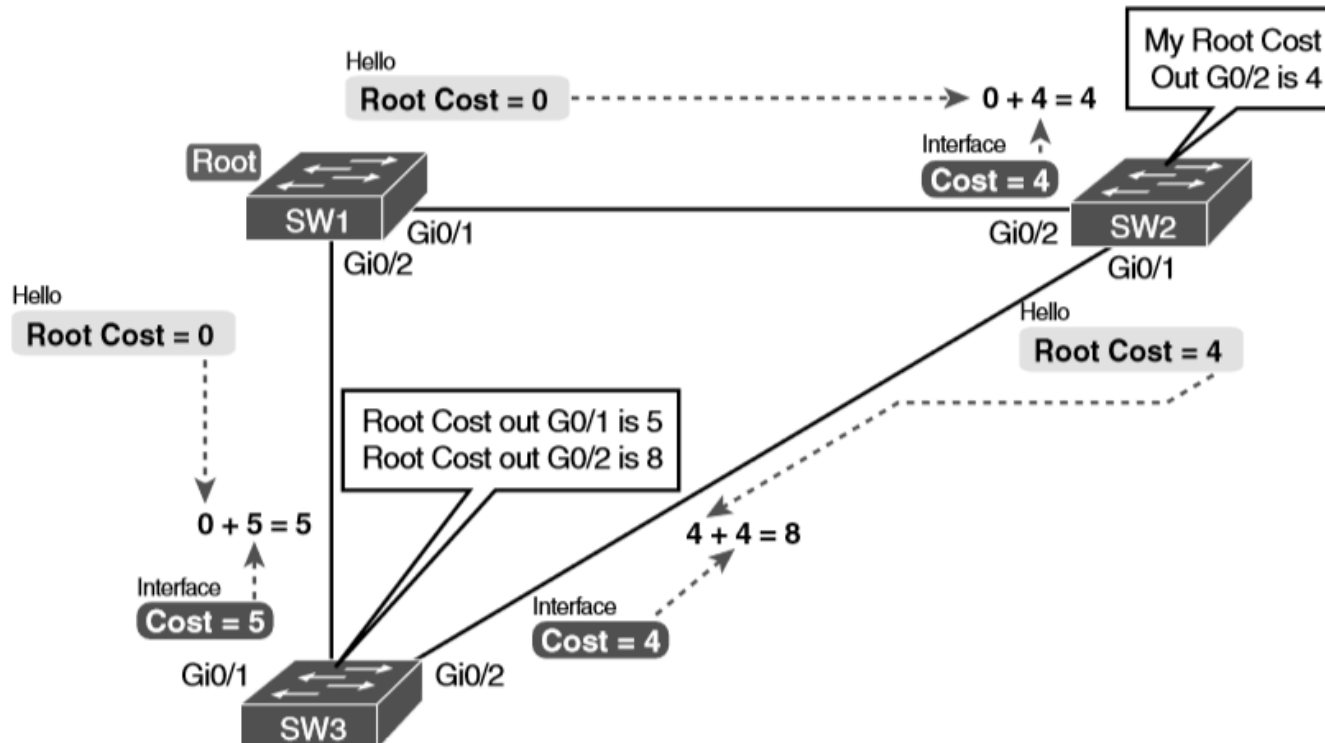 Hello
Root Cost = 0
0 + 4 = 4
My Root Cost
Out G0/2 is 4
Interface
Cost = 4
Root
SW1
Gi0/1
Gi0/2
Gi0/2
SW2
Gi0/1
Hello
Root Cost = 0
Hello
Root Cost = 4
Root Cost out G0/1 is 5
Root Cost out G0/2 is 8
0 + 5 = 5
4 + 4 = 8
Interface
Cost = 5
Interface
Cost = 4
Gi0/1
Gi0/2
SW3